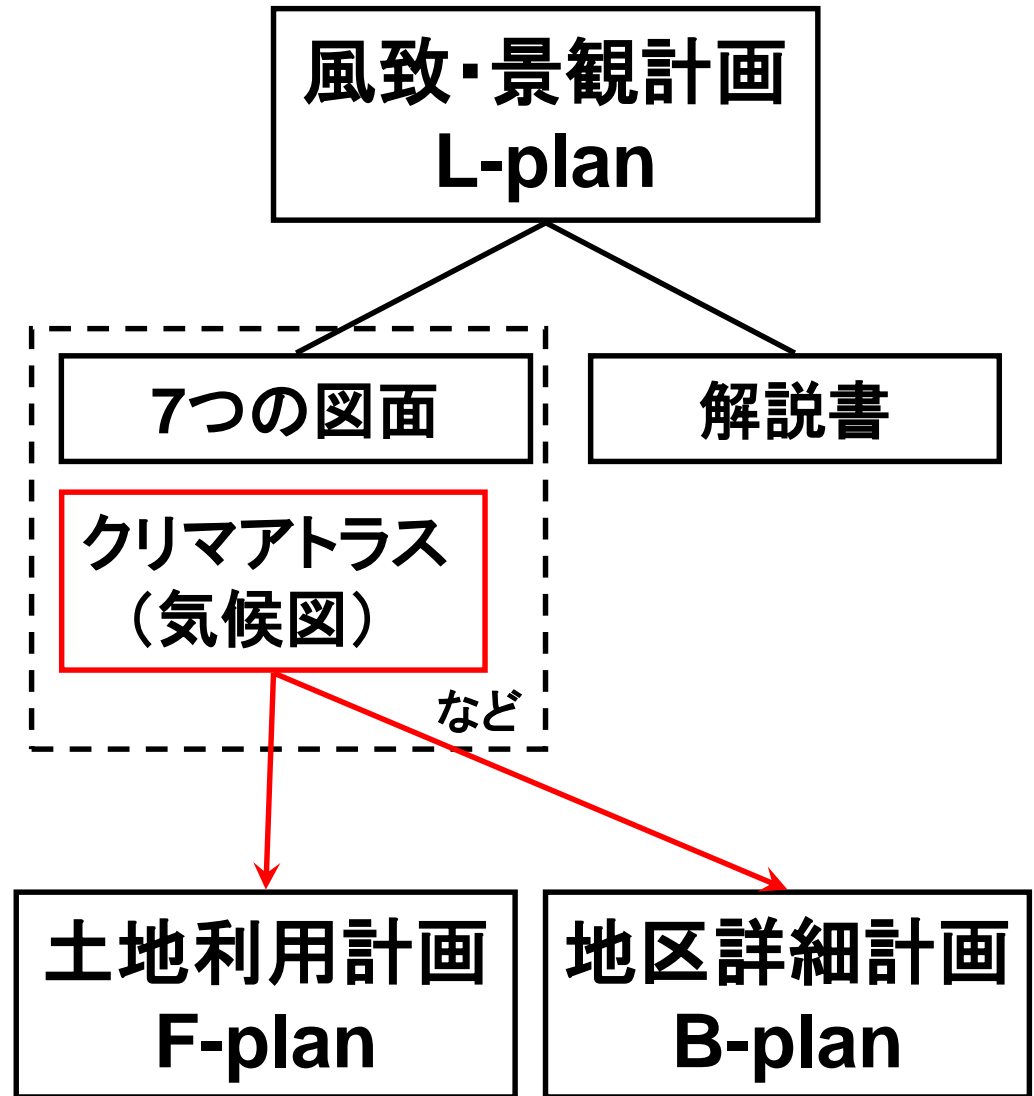 風致・景観計画
L-plan
7つの図面
解説書
クリマアトラス
（気候図）
など
土地利用計画
F-plan
地区詳細計画
B-plan